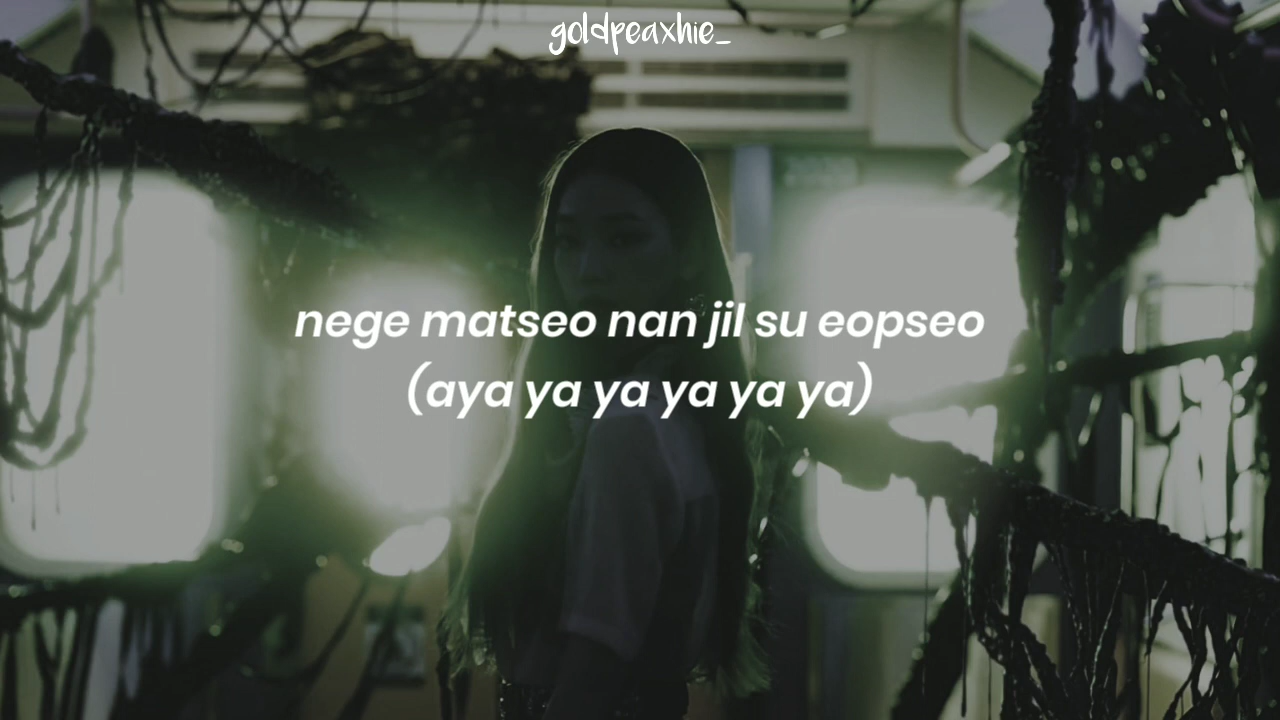 goldpeaxhie_
nege matseo nan jil su eopseo
(aya ya ya ya ya ya)